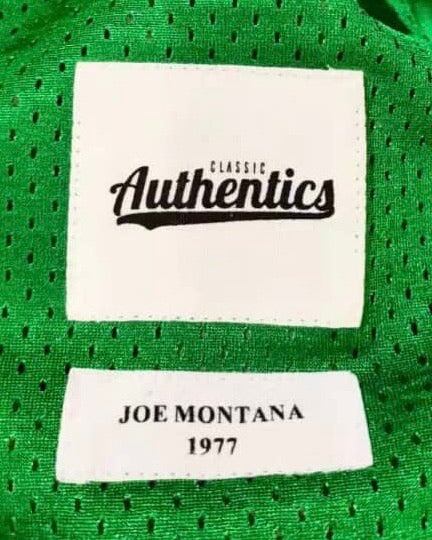 CLASSIC
Authentics
JOE MONTANA
1977